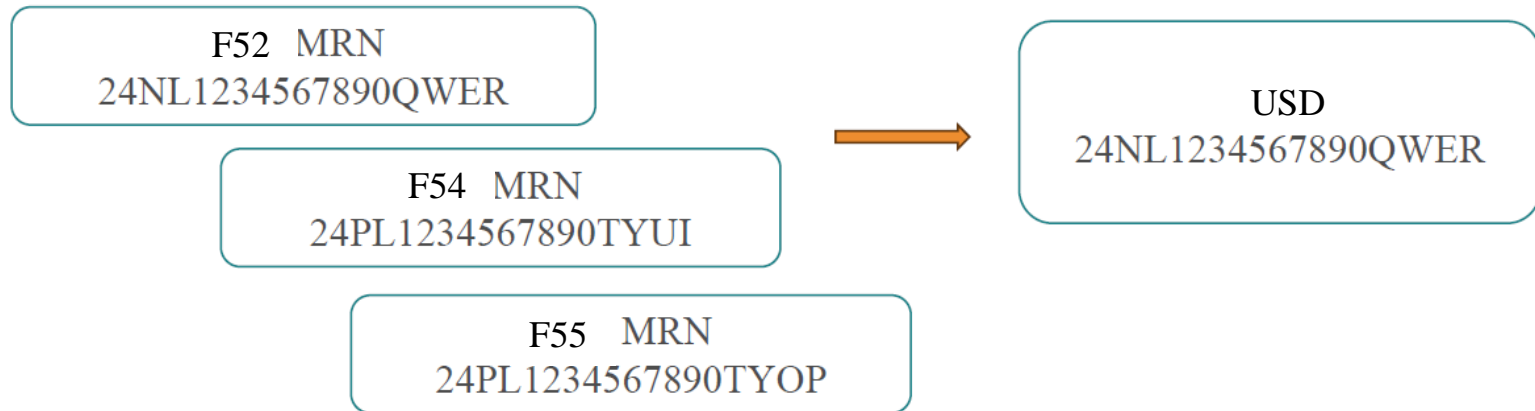 F52 MRN
24NL1234567890QWER
F54 MRN
24PL1234567890TYUI
F55 MRN
24PL1234567890TYOP
USD
24NL1234567890QWER